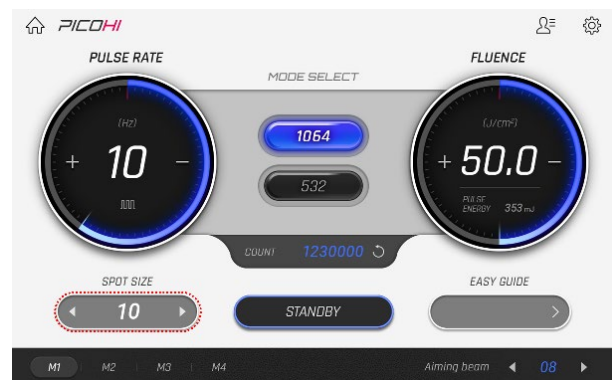 PICOHI
PULSE RATE
MODE SELECT
FLUENCE
(Hz)
+ 10 -
1064
532
(J/cm²)
+ 50.0 -
PULSE
ENERGY 353 mJ
COUNT 1230000
SPOT SIZE
10
STANDBY
EASY GUIDE
M1 M2 M3 M4
Aiming beam 08